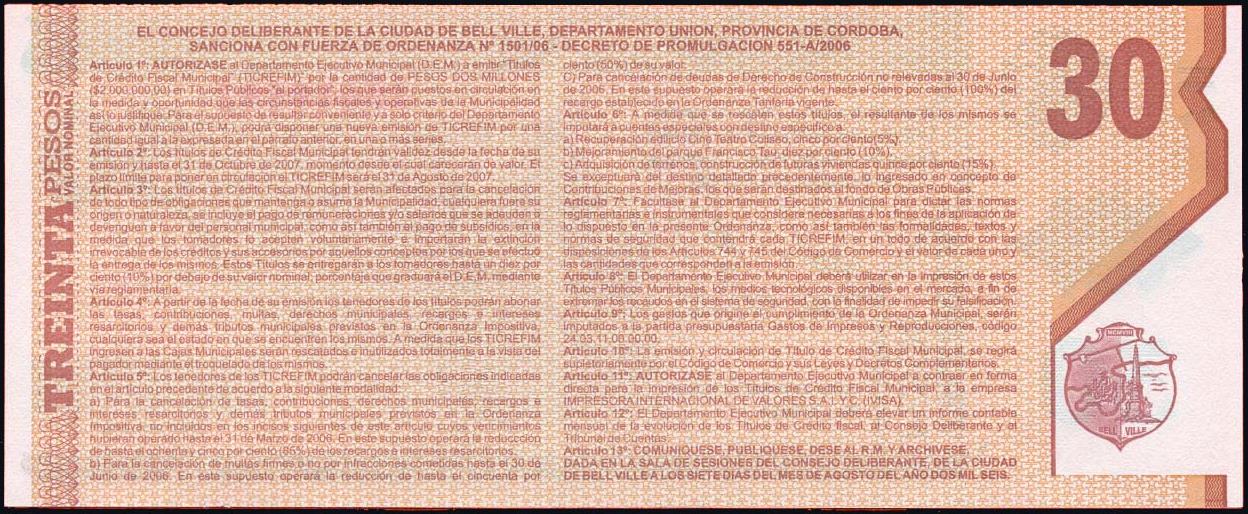 EL CONCEJO DELIBERANTE DE LA CIUDAD DE BELL VILLE, DEPARTAMENTO UNION, PROVINCIA DE CORDOBA,
SANCIONA CON FUERZA DE ORDENANZA Nº 1501/06 - DECRETO DE PROMULGACION 551-A/2006
TREINTA PESOS
VALOR NOMINAL
Artículo 1º: AUTORIZASE al Departamento Ejecutivo Municipal (D.E.M.) a emitir "Títulos
de Crédito Fiscal Municipal" (TICREFIM)" por la cantidad de PESOS DOS MILLONES
($2.000.000,00) en Títulos Públicos "al portador", los que serán puestos en circulación en
la medida y oportunidad que las circunstancias fiscales y operativas de la Municipalidad
así lo justifique. Para el supuesto de resultar conveniente y a solo criterio del Departamento
Ejecutivo Municipal (D.E.M.), podrá disponer una nueva emisión de TICREFIM por una
cantidad igual a la expresada en el párrafo anterior, en una o más series.
Artículo 2º: Los Títulos de Crédito Fiscal Municipal tendrán validez desde la fecha de su
emisión y hasta el 31 de Octubre de 2007, momento desde el cual carecerán de valor. El
plazo límite para poner en circulación el TICREFIM será el 31 de Agosto de 2007.
Artículo 3º: Los títulos de Crédito Fiscal Municipal serán afectados para la cancelación
de todo tipo de obligaciones que mantenga o asuma la Municipalidad, cualquiera fuere su
origen o naturaleza, se incluye el pago de remuneraciones y/o salarios que se adeuden o
devenguen a favor del personal municipal, como así también al pago de subsidios, en la
medida que los tomadores lo acepten voluntariamente e importarán la extinción
irrevocable de los créditos y sus accesorios por aquellos conceptos por los que se efectuó
la entrega de los mismos. Estos Títulos se entregarán a los tomadores hasta un diez por
ciento (10%) por debajo de su valor nominal, porcentaje que graduará el D.E.M. mediante
vía reglamentaria.
Artículo 4º: A partir de la fecha de su emisión los tenedores de los títulos podrán abonar
las tasas, contribuciones, multas, derechos municipales, recargos e intereses
resarcitorios y demás tributos municipales previstos en la Ordenanza Impositiva,
cualquiera sea el estado en que se encuentren los mismos. A medida que los TICREFIM
ingresen a las Cajas Municipales serán rescatados e inutilizados totalmente a la vista del
pagador mediante el troquelado de los mismos.
Artículo 5º: Los tenedores de los TICREFIM podrán cancelar las obligaciones indicadas
en el artículo precedente de acuerdo a la siguiente modalidad:
a) Para la cancelación de tasas, contribuciones, derechos municipales, recargos e
intereses resarcitorios y demás tributos municipales previstos en la Ordenanza
Impositiva, no incluidos en los incisos siguientes de este artículo cuyos vencimientos
hubieran operado hasta el 31 de Marzo de 2006. En este supuesto operará la reducccón
de hasta el ochenta y cinco por ciento (85%) de los recargos e intereses resarcitorios.
b) Para la cancelación de multas firmes o no por infracciones cometidas hasta el 30 de
Junio de 2006. En este supuesto operará la reducción de hasta el cincuenta por
ciento (50%) de su valor.
C) Para cancelación de deudas de Derecho de Construcción no relevadas al 30 de Junio
de 2006. En este supuesto operará la reducción de hasta el ciento por ciento (100%) del
recargo establecido en la Ordenanza Tarifaria vigente.
Artículo 6º: A medida que se rescaten estos títulos, el resultante de los mismos se
imputará a cuentas especiales con destino específico a:
a) Recuperación edilicio Cine Teatro Coliseo, cinco por ciento (5%).
b) Mejoramiento del parque Francisco Tau, diez por ciento (10%).
c) Adquisición de terrenos, construcción de futuras viviendas quince por ciento (15%).
Se exceptuará del destino detallado precedentemente, lo ingresado en concepto de
Contribuciones de Mejoras, los que serán destinados al fondo de Obras Públicas.
Artículo 7º: Facúltase al Departamento Ejecutivo Municipal para dictar las normas
reglamentarias e instrumentales que considere necesarias a los fines de la aplicación de
lo dispuesto en la presente Ordenanza, como así también las formalidades, textos y
normas de seguridad que contendrá cada TICREFIM, en un todo de acuerdo con las
disposiciones de los Artículos 744 y 745 del Código de Comercio y el valor de cada uno y
las cantidades que corresponden a la emisión.
Artículo 8º: El Departamento Ejecutivo Municipal deberá utilizar en la impresión de estos
Títulos Públicos Municipales, los medios tecnológicos disponibles en el mercado, a fin de
extremar los recaudos en el sistema de seguridad, con la finalidad de impedir su falsificación.
Artículo 9º: Los gastos que origine el cumplimiento de la Ordenanza Municipal, serán
imputados a la partida presupuestaria Gastos de Impresos y Reproducciones, código
24.03.11.00.00.00.
Artículo 10º: La emisión y circulación de Título de Crédito Fiscal Municipal, se regirá
supletoriamente por el Código de Comercio y sus Leyes y Decretos Complementarios.
Artículo 11º: AUTORIZASE al Departamento Ejecutivo Municipal a contraer en forma
directa para la impresión de los Títulos de Crédito Fiscal Municipal, a la empresa
IMPRESORA INTERNACIONAL DE VALORES S.A.I. Y C. (IVISA).
Artículo 12º: El Departamento Ejecutivo Municipal deberá elevar un informe contable
mensual de la evolución de los Títulos de Crédito fiscal, al Consejo Deliberante y al
Tribunal de Cuentas.
Artículo 13º: COMUNIQUESE, PUBLIQUESE, DESE AL R.M. Y ARCHIVESE.
DADA EN LA SALA DE SESIONES DEL CONSEJO DELIBERANTE, DE LA CIUDAD
DE BELL VILLE A LOS SIETE DIAS DEL MES DE AGOSTO DEL AÑO DOS MIL SEIS.
30
MCMVIII
BELL VILLE